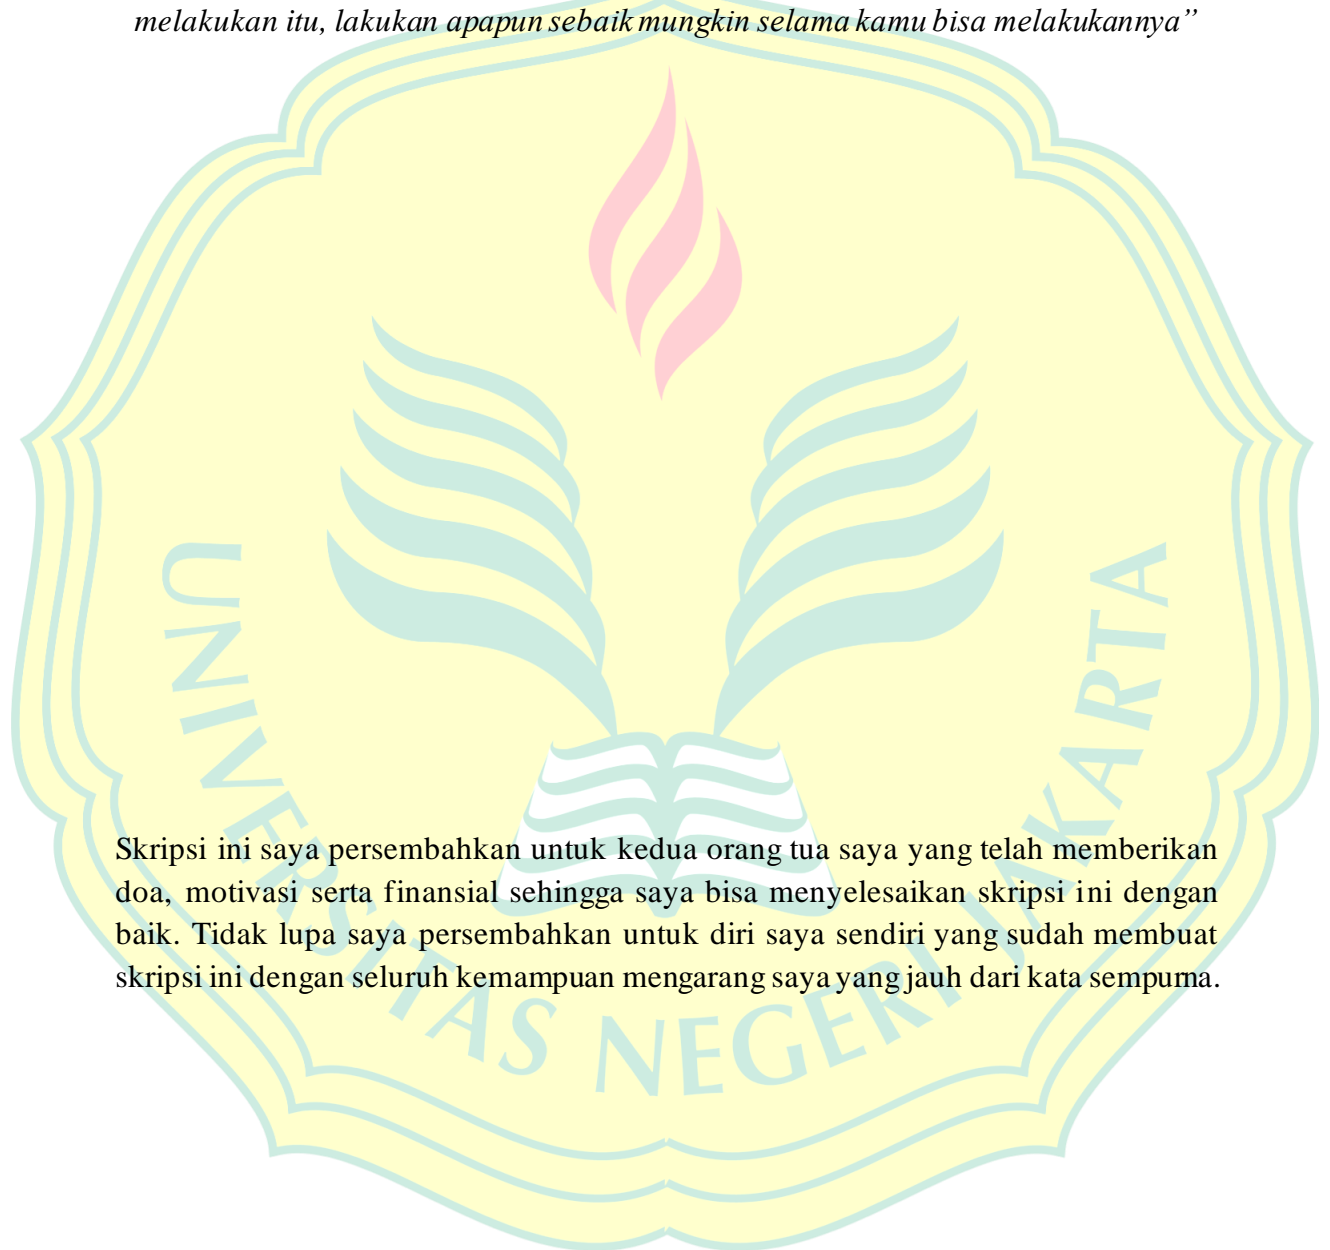 melakukan itu, lakukan apapun sebaik mungkin selama kamu bisa melakukannya”
Skripsi ini saya persembahkan untuk kedua orang tua saya yang telah memberikan
doa, motivasi serta finansial sehingga saya bisa menyelesaikan skripsi ini dengan
baik. Tidak lupa saya persembahkan untuk diri saya sendiri yang sudah membuat
skripsi ini dengan seluruh kemampuan mengarang saya yang jauh dari kata sempurna.
UNIVERSITAS NEGERI JAKARTA